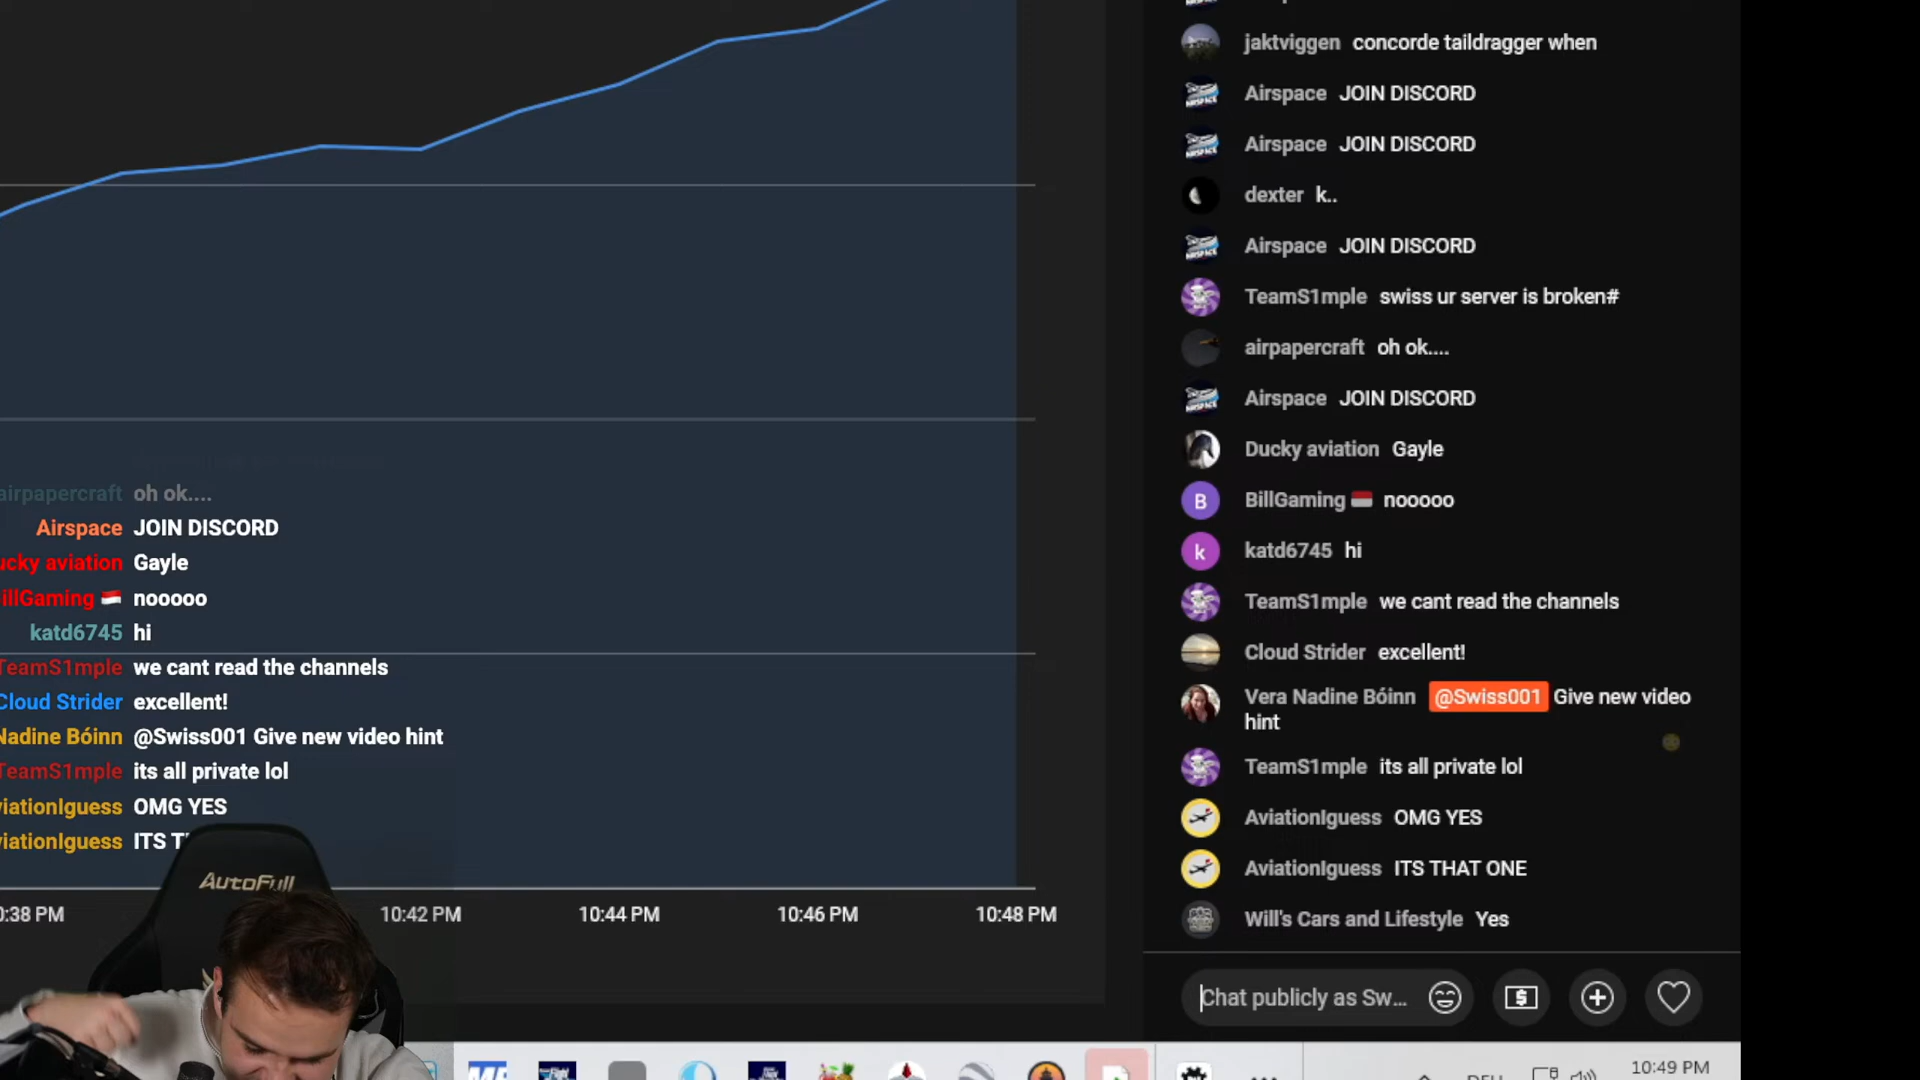 jaktviggen concorde taildragger when
Airspace JOIN DISCORD
Airspace JOIN DISCORD
dexter k..
Airspace JOIN DISCORD
TeamS1mple swiss ur server is broken#
airpapercraft oh ok....
Airspace JOIN DISCORD
Ducky aviation Gayle
B BillGaming nooooo
k katd6745 hi
TeamS1mple we cant read the channels
Cloud Strider excellent!
Vera Nadine Bóinn @Swiss001 Give new video
hint
TeamS1mple its all private lol
AviationIguess OMG YES
AviationIguess ITS THAT ONE
Will's Cars and Lifestyle Yes
Chat publicly as Sw...
airpapercraft oh ok....
Airspace JOIN DISCORD
ucky aviation Gayle
illGaming nooooo
katd6745 hi
TeamS1mple we cant read the channels
Cloud Strider excellent!
Nadine Bóinn @Swiss001 Give new video hint
TeamS1mple its all private lol
viationIguess OMG YES
viationIguess ITS T
AutoFull
0:38 PM 10:42 PM 10:44 PM 10:46 PM 10:48 PM
10:49 PM